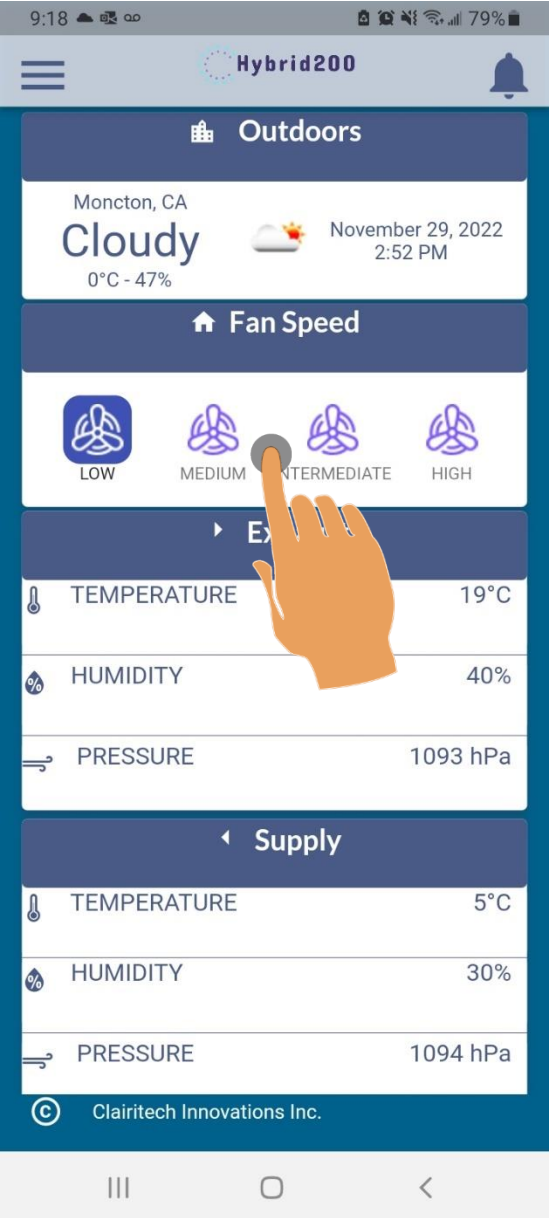 9:18 79%
Hybrid200
Outdoors
Moncton, CA
Cloudy
0°C - 47%
November 29, 2022
2:52 PM
Fan Speed
LOW MEDIUM INTERMEDIATE HIGH
TEMPERATURE 19°C
HUMIDITY 40%
PRESSURE 1093 hPa
Supply
TEMPERATURE 5°C
HUMIDITY 30%
PRESSURE 1094 hPa
© Clairitech Innovations Inc.